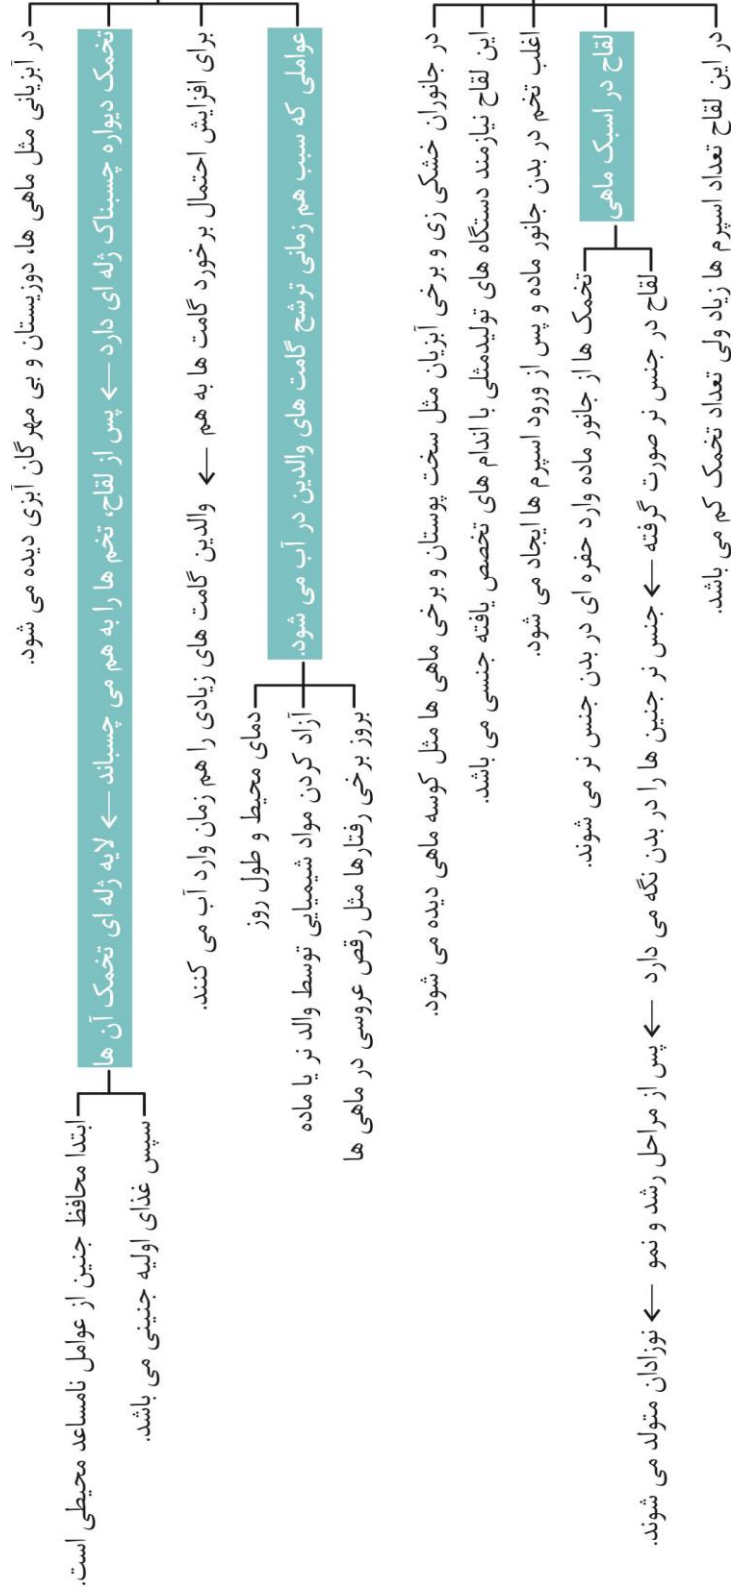 در آبزیانی مثل ماهی ها، دوزیستان و بی مهرگان آبزی دیده می شود.
تخمک دیواره چسبناک ژله ای دارد ← پس از لقاح، تخم ها را به هم می چسباند ← لایه ژله ای تخمک آن ها
ابتدا محافظ جنین از عوامل نامساعد محیطی است.
سپس غذای اولیه جنینی می باشد.
برای افزایش احتمال برخورد گامت ها به هم ← والدین گامت های زیادی را هم زمان وارد آب می کنند.
عواملی که سبب هم زمانی ترشح گامت های والدین در آب می شود.
دمای محیط و طول روز
آزاد کردن مواد شیمیایی توسط والد نر یا ماده
بروز برخی رفتارها مثل رقص عروسی در ماهی ها
در جانوران خشکی زی و برخی آبزیان مثل سخت پوستان و برخی ماهی ها مثل کوسه ماهی دیده می شود.
این لقاح نیازمند دستگاه های تولیدمثلی با اندام های تخصص یافته جنسی می باشد.
اغلب تخم در بدن جانور ماده و پس از ورود اسپرم ها ایجاد می شود.
لقاح در اسبک ماهی
تخمک ها از جانور ماده وارد حفره ای در بدن جنس نر می شوند.
لقاح در جنس نر صورت گرفته ← جنس نر جنین ها را در بدن نگه می دارد ← پس از مراحل رشد و نمو ← نوزادان متولد می شوند.
در این لقاح تعداد اسپرم ها زیاد ولی تعداد تخمک کم می باشد.